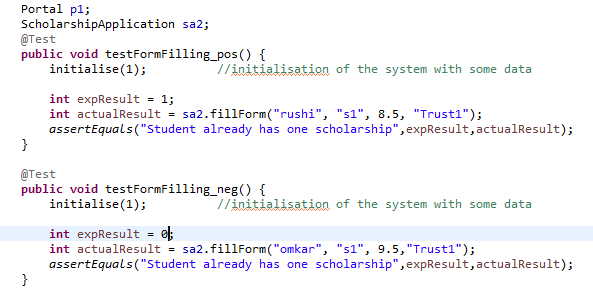 Portal p1;
ScholarshipApplication sa2;
@Test
public void testFormFilling_pos() {
initialise(1); //initialisation of the system with some data
int expResult = 1;
int actualResult = sa2.fillForm("rushi", "s1", 8.5, "Trust1");
assertEquals("Student already has one scholarship",expResult,actualResult);
}
@Test
public void testFormFilling_neg() {
initialise(1); //initialisation of the system with some data
int expResult = 0;
int actualResult = sa2.fillForm("omkar", "s1", 9.5,"Trust1");
assertEquals("Student already has one scholarship",expResult,actualResult);
}